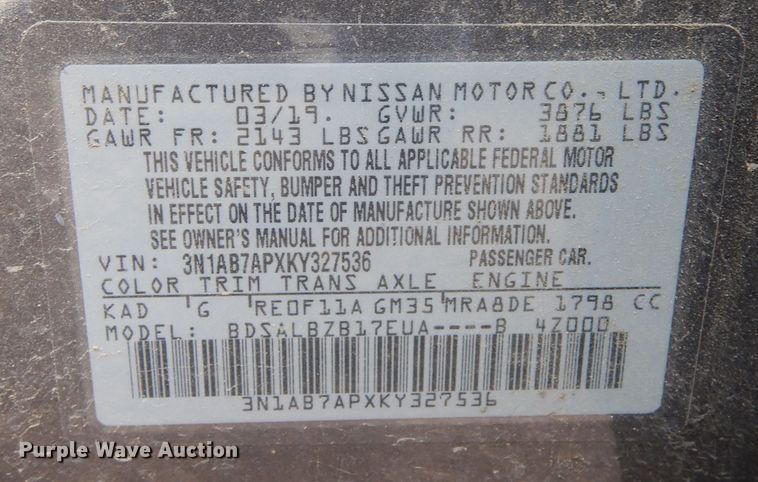 MANUFACTURED BY NISSAN MOTOR CO., LTD.
DATE: 03/19. GVWR: 3876 LBS
GAWR FR: 2143 LBS GAWR RR: 1881 LBS
THIS VEHICLE CONFORMS TO ALL APPLICABLE FEDERAL MOTOR
VEHICLE SAFETY, BUMPER AND THEFT PREVENTION STANDARDS
IN EFFECT ON THE DATE OF MANUFACTURE SHOWN ABOVE.
SEE OWNER'S MANUAL FOR ADDITIONAL INFORMATION.
VIN: 3N1AB7APXKY327536 PASSENGER CAR.
COLOR TRIM TRANS AXLE ENGINE
KAD G RE0F11A GM35 MRA8DE 1798 CC
MODEL: BDSALBZB17EUA----B 4Z000
3N1AB7APXKY327536
Purple Wave Auction